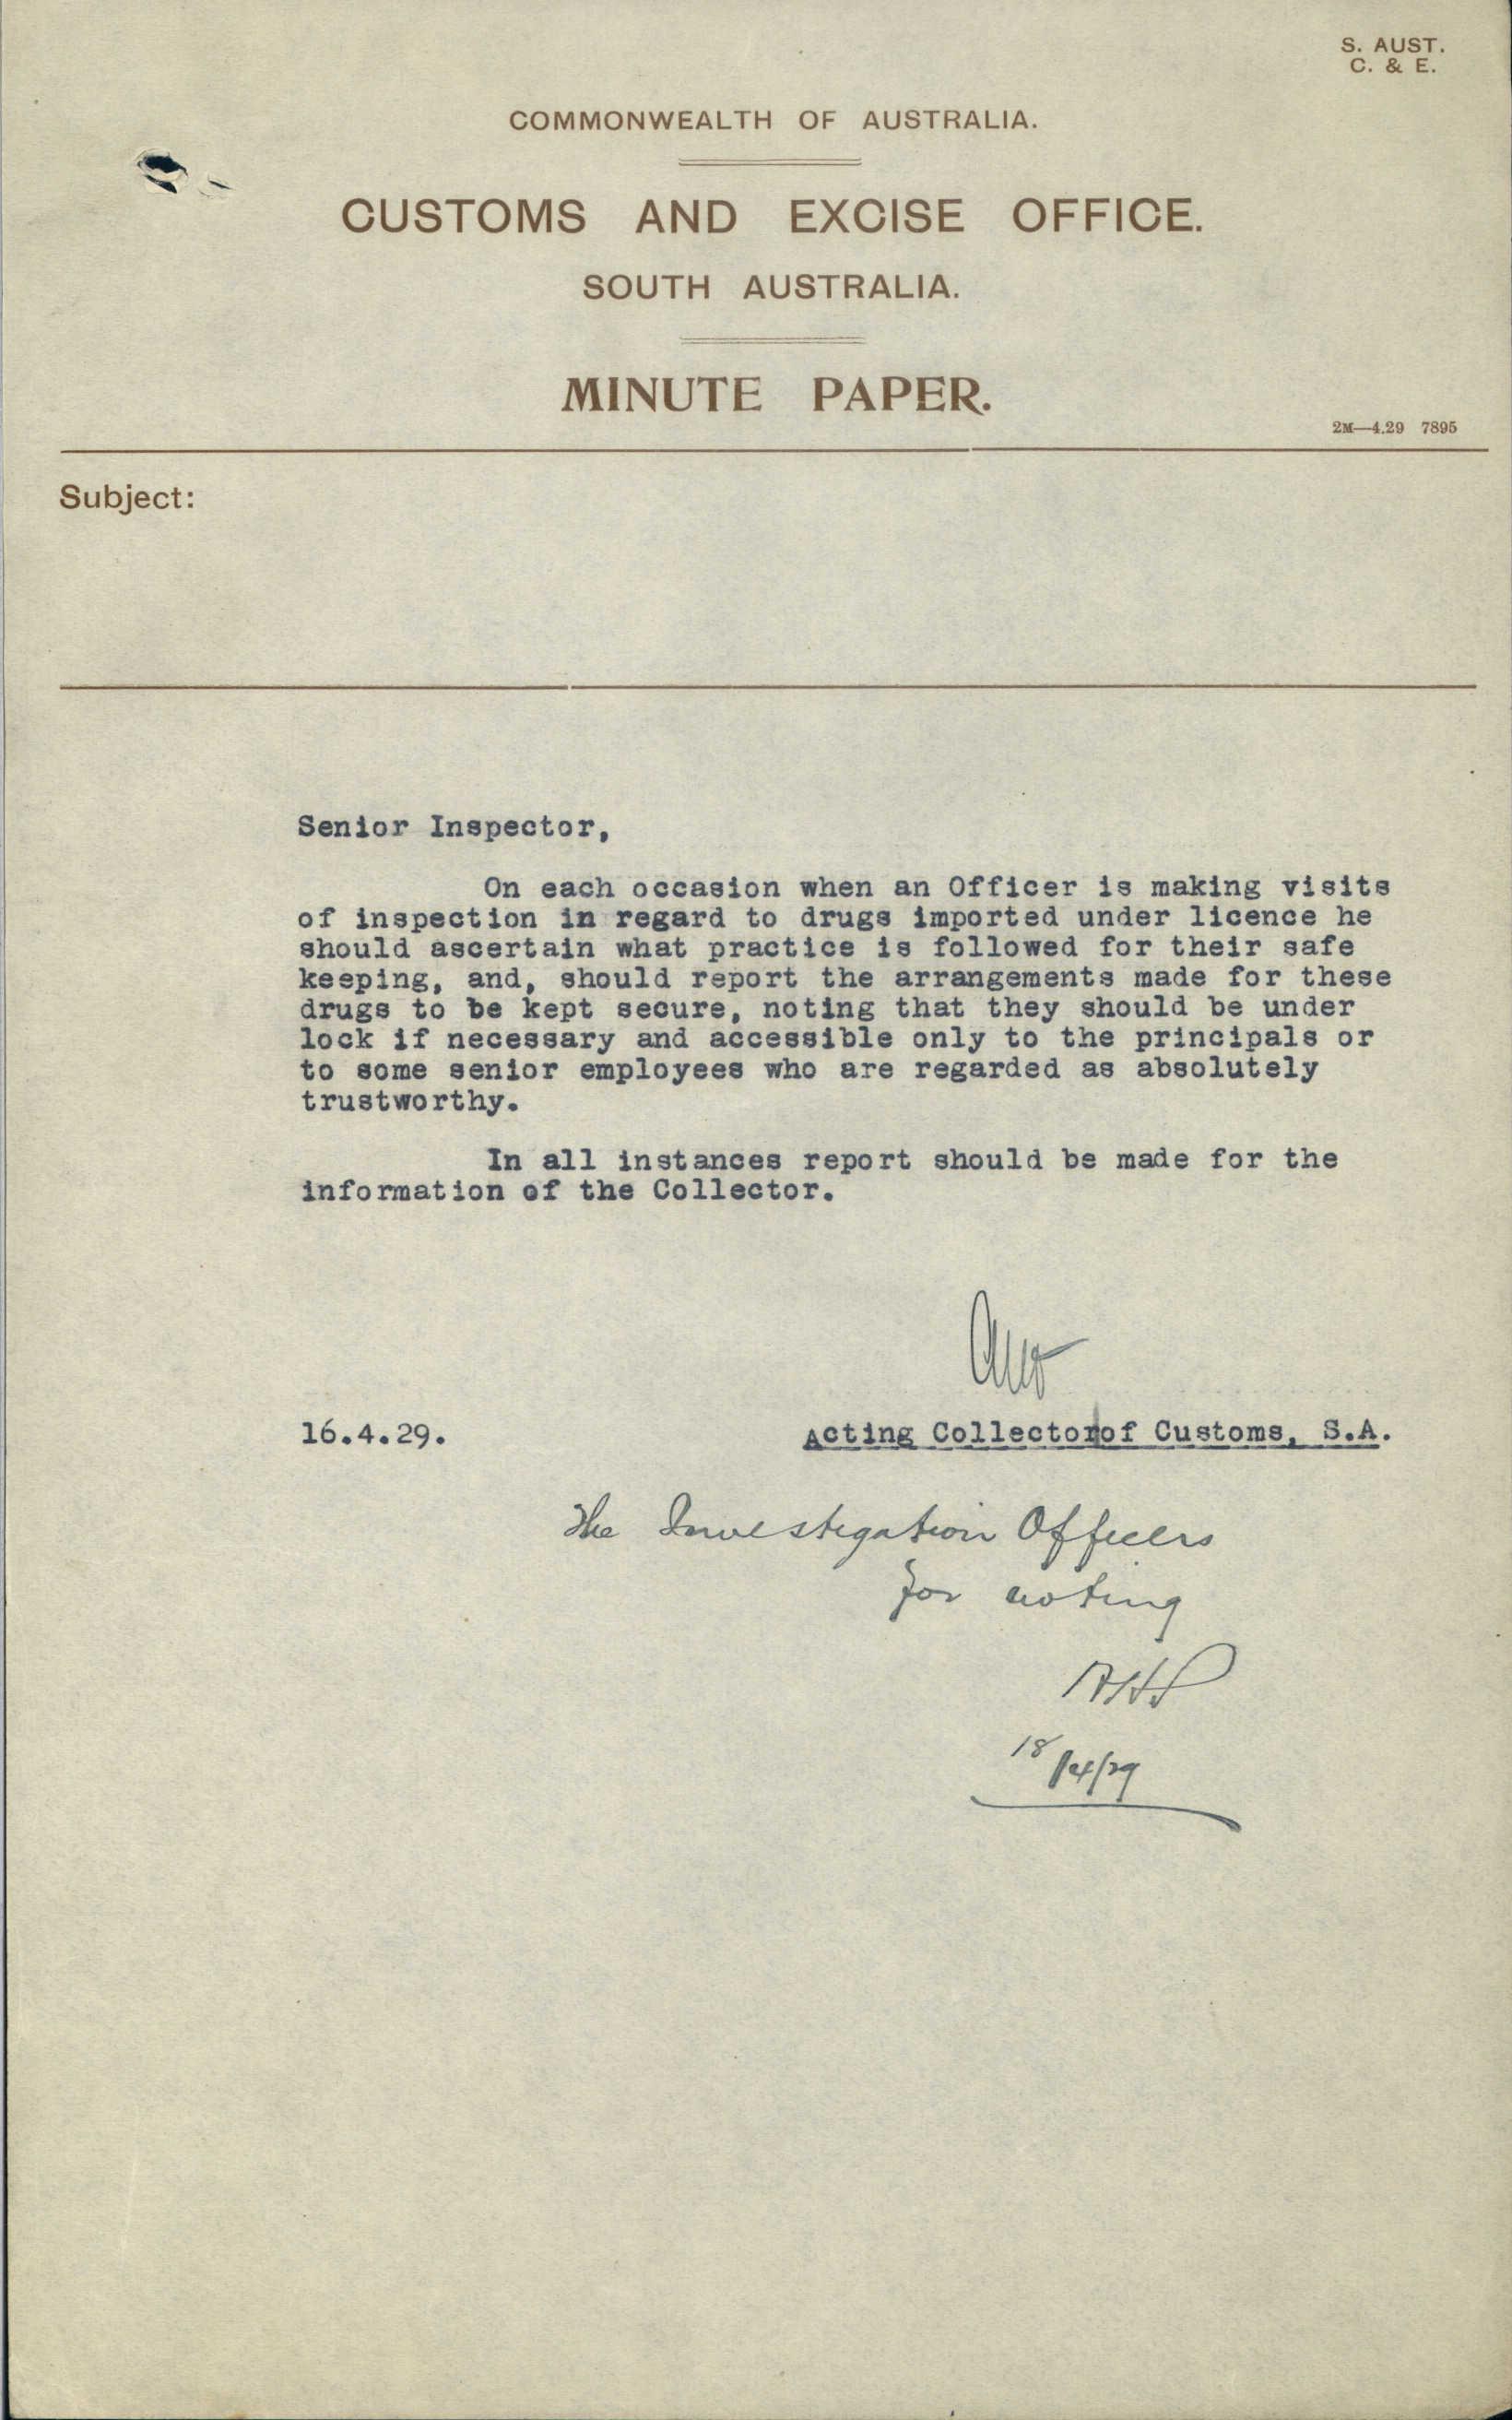 S. AUST.
C. & E.
COMMONWEALTH OF AUSTRALIA.
CUSTOMS AND EXCISE OFFICE.
SOUTH AUSTRALIA.
MINUTE PAPER.
2M—4.29 7895
Subject:
Senior Inspector,
On each occasion when an Officer is making visits
of inspection in regard to drugs imported under licence he
should ascertain what practice is followed for their safe
keeping, and, should report the arrangements made for these
drugs to be kept secure, noting that they should be under
lock if necessary and accessible only to the principals or
to some senior employees who are regarded as absolutely
trustworthy.
In all instances report should be made for the
information of the Collector.
16.4.29.
Acting Collector of Customs, S.A.
The Investigation Officers
for noting
18/4/29